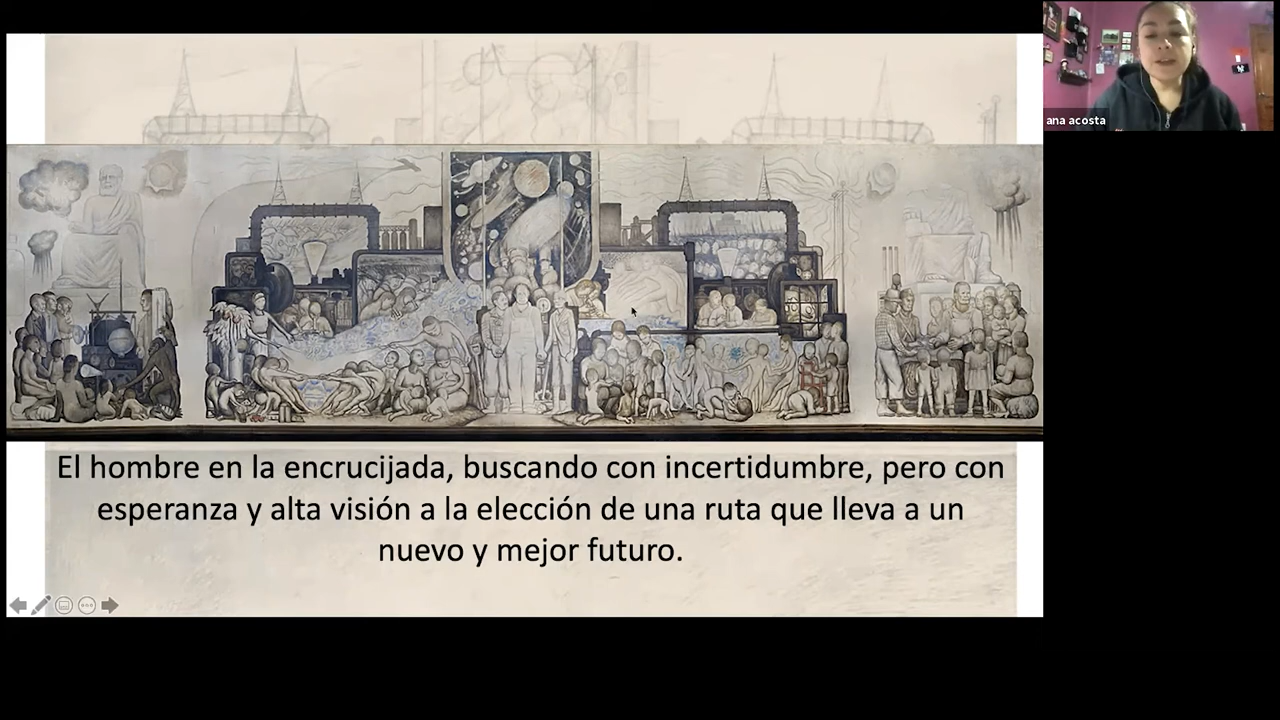 ana acosta
El hombre en la encrucijada, buscando con incertidumbre, pero con
esperanza y alta visión a la elección de una ruta que lleva a un
nuevo y mejor futuro.